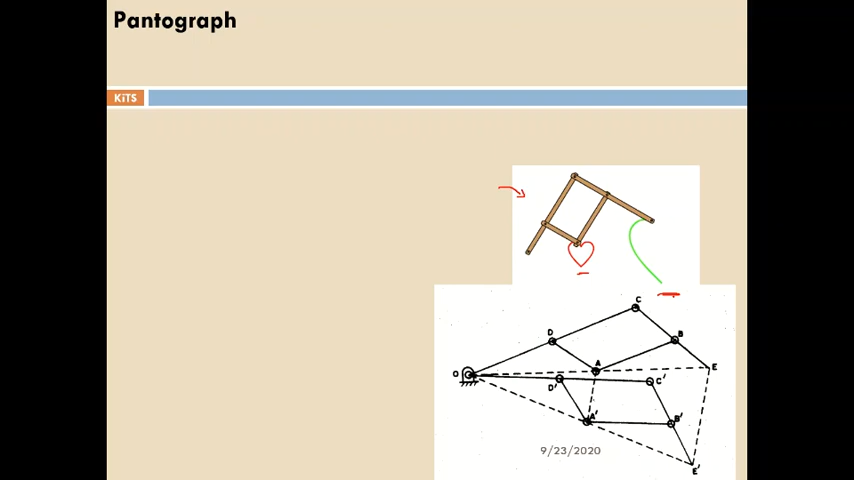 Pantograph
KiTS
C
D
B
O
A
E
D'
C'
A'
B'
9/23/2020
E'